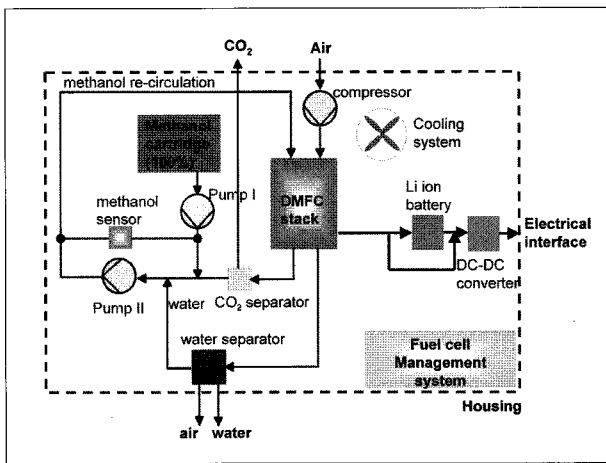 CO₂
Air
methanol re-circulation
compressor
Methanol
cartridge
(100%)
Cooling
system
Pump I
methanol
sensor
DMFC
stack
Li ion
battery
Electrical
interface
DC-DC
converter
Pump II
water
CO₂ separator
water separator
Fuel cell
Management
system
Housing
air
water